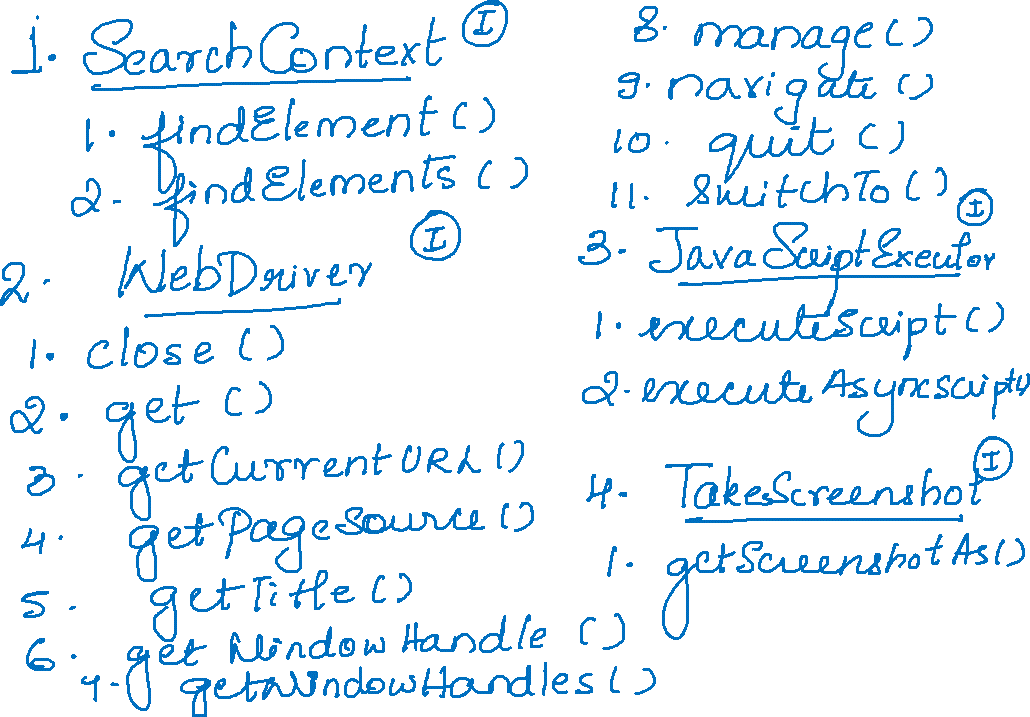 1. SearchContext I
1. findElement()
2. findElements()
2. WebDriver I
1. close()
2. get()
3. getCurrentURL()
4. getPageSource()
5. getTitle()
6. getWindowHandle()
7. getWindowHandles()
8. manage()
9. navigate()
10. quit()
11. switchTo()
3. JavaScriptExecutor I
1. executeScript()
2. executeAsyncScript()
4. TakeScreenshot I
1. getScreenshotAs()